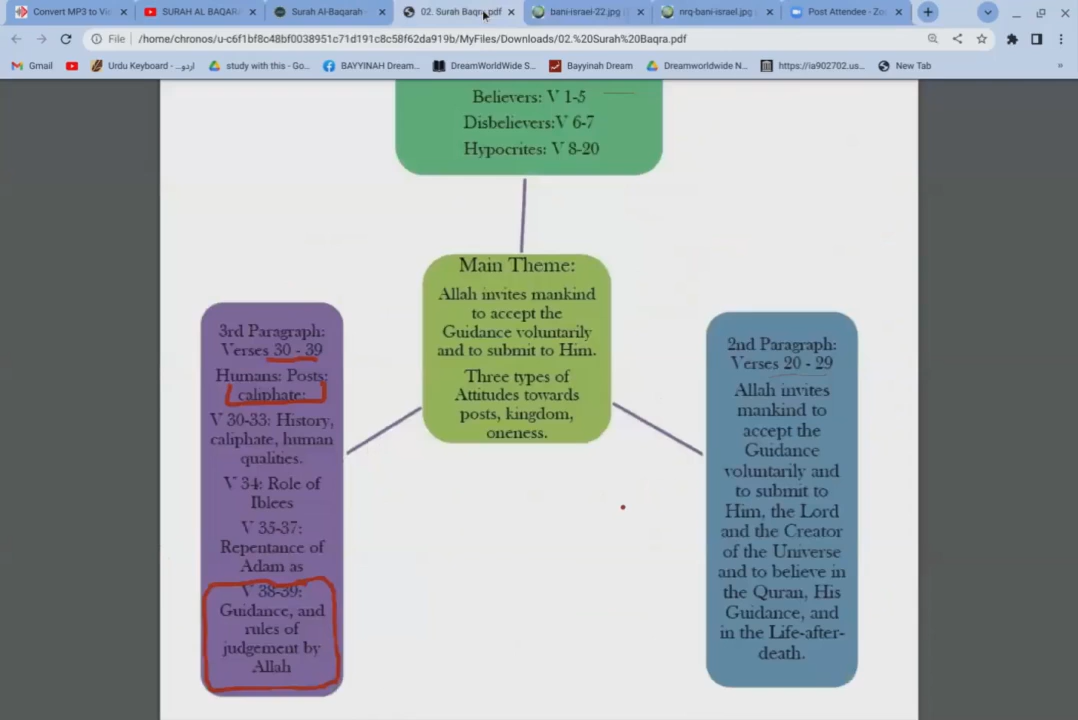 Convert MP3 to Vi
SURAH AL BAQAR
Surah Al-Baqarah -
02. Surah Baqra.pdf
bani-israel-22.jpg
nrq-bani-israel.jpg
Post Attendee - Zo
File
/home/chronos/u-c6f1bf8c48bf0038951c71d191c8c58f62da919b/MyFiles/Downloads/02.%20Surah%20Baqra.pdf
Gmail
Urdu Keyboard - ...اردو
study with this - Go...
BAYYINAH Dream...
DreamWorldWide S...
Bayyinah Dream
Dreamworldwide N...
https://ia902702.us...
New Tab
Believers: V 1-5
Disbelievers:V 6-7
Hypocrites: V 8-20
Main Theme:
Allah invites mankind
to accept the
Guidance voluntarily
and to submit to Him.
Three types of
Attitudes towards
posts, kingdom,
oneness.
3rd Paragraph:
Verses 30 - 39
Humans: Posts:
caliphate:
V 30-33: History,
caliphate, human
qualities.
V 34: Role of
Iblees
V 35-37:
Repentance of
Adam as
V 38-39:
Guidance, and
rules of
judgement by
Allah
2nd Paragraph:
Verses 20 - 29
Allah invites
mankind to
accept the
Guidance
voluntarily and
to submit to
Him, the Lord
and the Creator
of the Universe
and to believe in
the Quran, His
Guidance, and
in the Life-after-
death.